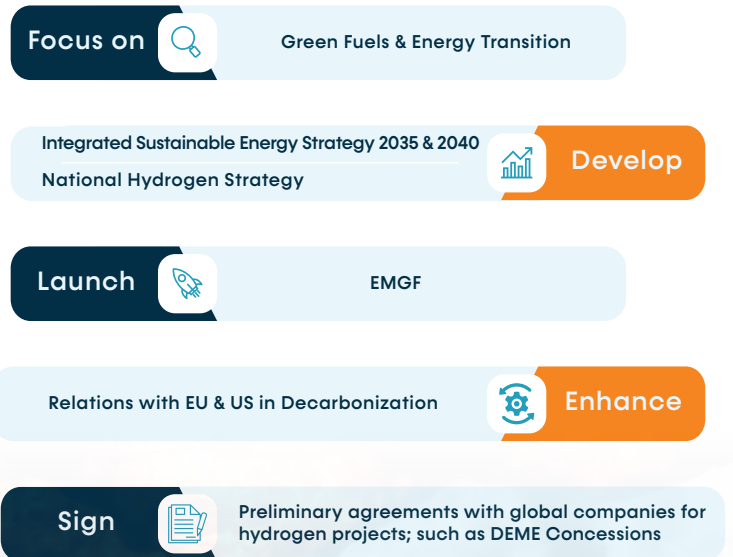 Focus on
Green Fuels & Energy Transition
Integrated Sustainable Energy Strategy 2035 & 2040
National Hydrogen Strategy
Develop
Launch
EMGF
Relations with EU & US in Decarbonization
Enhance
Sign
Preliminary agreements with global companies for
hydrogen projects; such as DEME Concessions